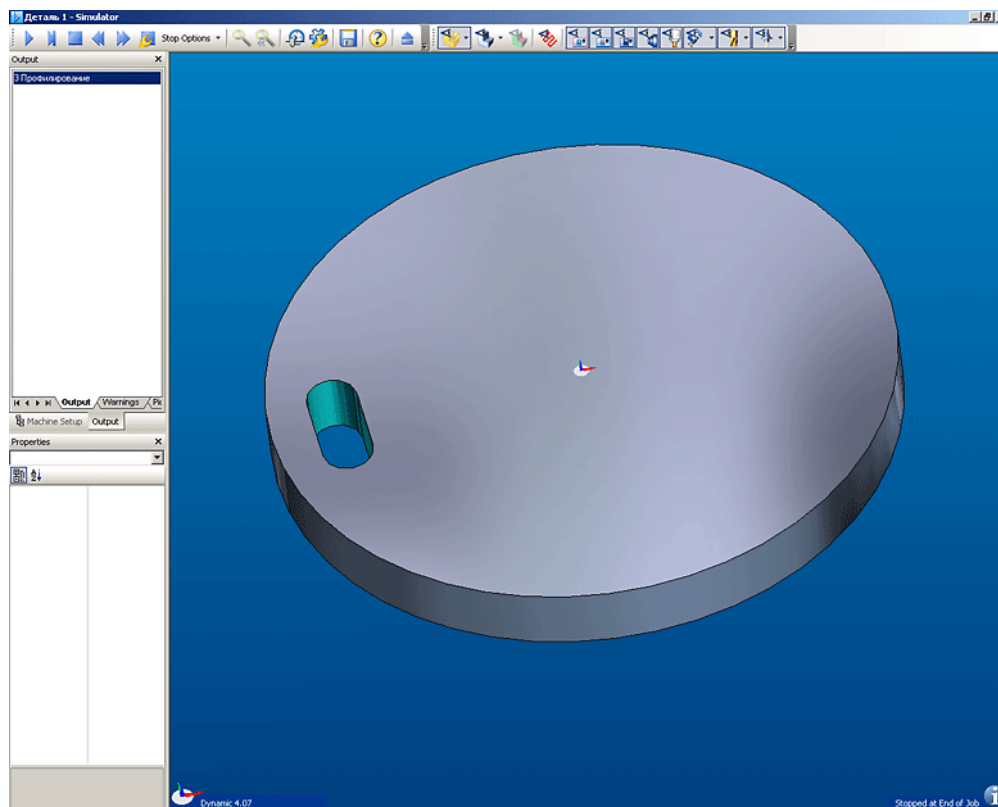 Деталь 1 - Simulator
Stop Options
Output
3 Профилирование
Output
Warnings
Machine Setup
Output
Properties
Dynamic 4.07
Stopped at End of Job